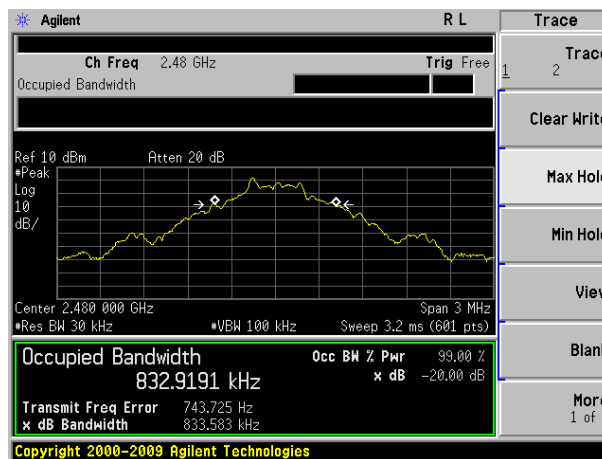 Agilent R L Trace
Ch Freq 2.48 GHz Trig Free
Occupied Bandwidth
Trace
1 2
Clear Write
Max Hold
Min Hold
View
Blank
More
1 of
Ref 10 dBm Atten 20 dB
#Peak
Log
10
dB/
Center 2.480 000 GHz Span 3 MHz
#Res BW 30 kHz #VBW 100 kHz Sweep 3.2 ms (601 pts)
Occupied Bandwidth
832.9191 kHz
Occ BW % Pwr 99.00 %
x dB -20.00 dB
Transmit Freq Error 743.725 Hz
x dB Bandwidth 833.583 kHz
Copyright 2000-2009 Agilent Technologies